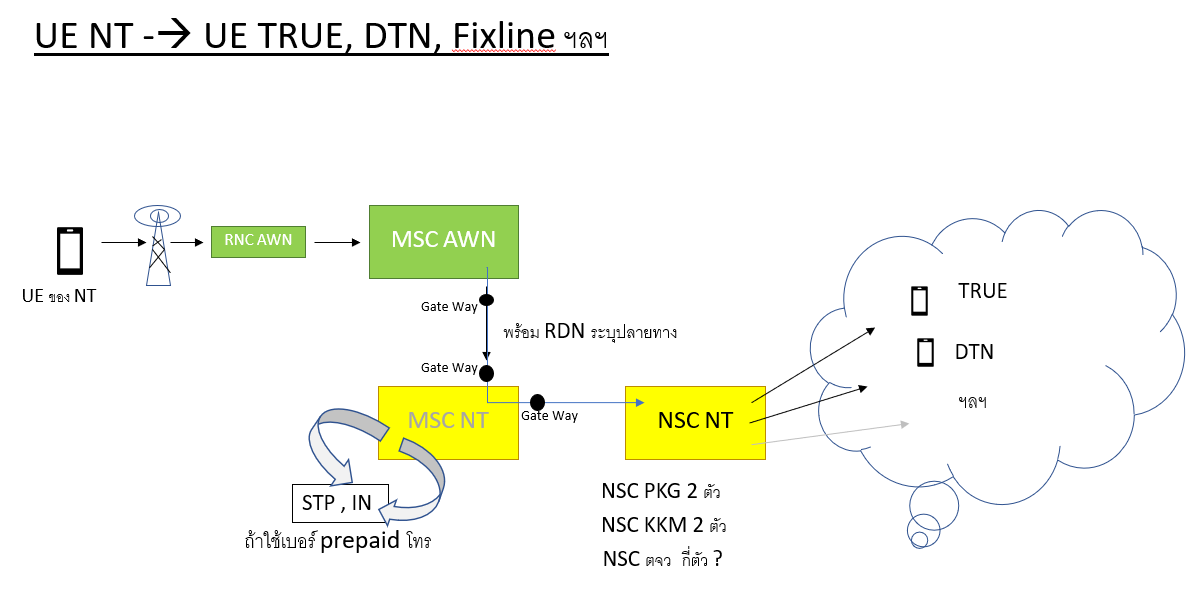 UE NT -→ UE TRUE, DTN, Fixline ฯลฯ
UE ของ NT
RNC AWN
MSC AWN
Gate Way
พร้อม RDN ระบุปลายทาง
Gate Way
MSC NT
Gate Way
NSC NT
TRUE
DTN
ฯลฯ
STP , IN
ถ้าใช้เบอร์ prepaid โทร
NSC PKG 2 ตัว
NSC KKM 2 ตัว
NSC ตจว กี่ตัว ?